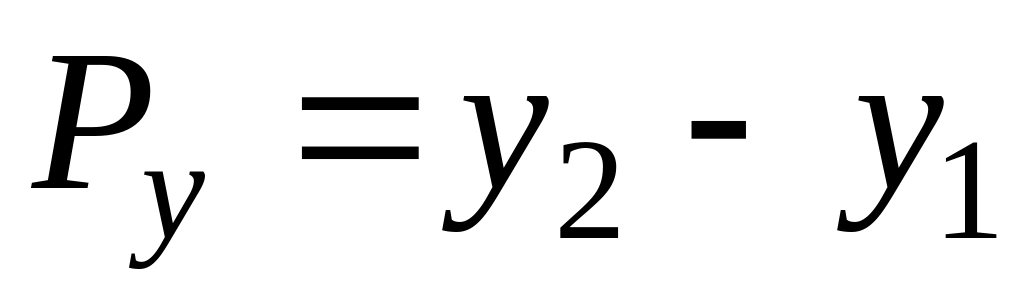 P_y = y_2 - y_1